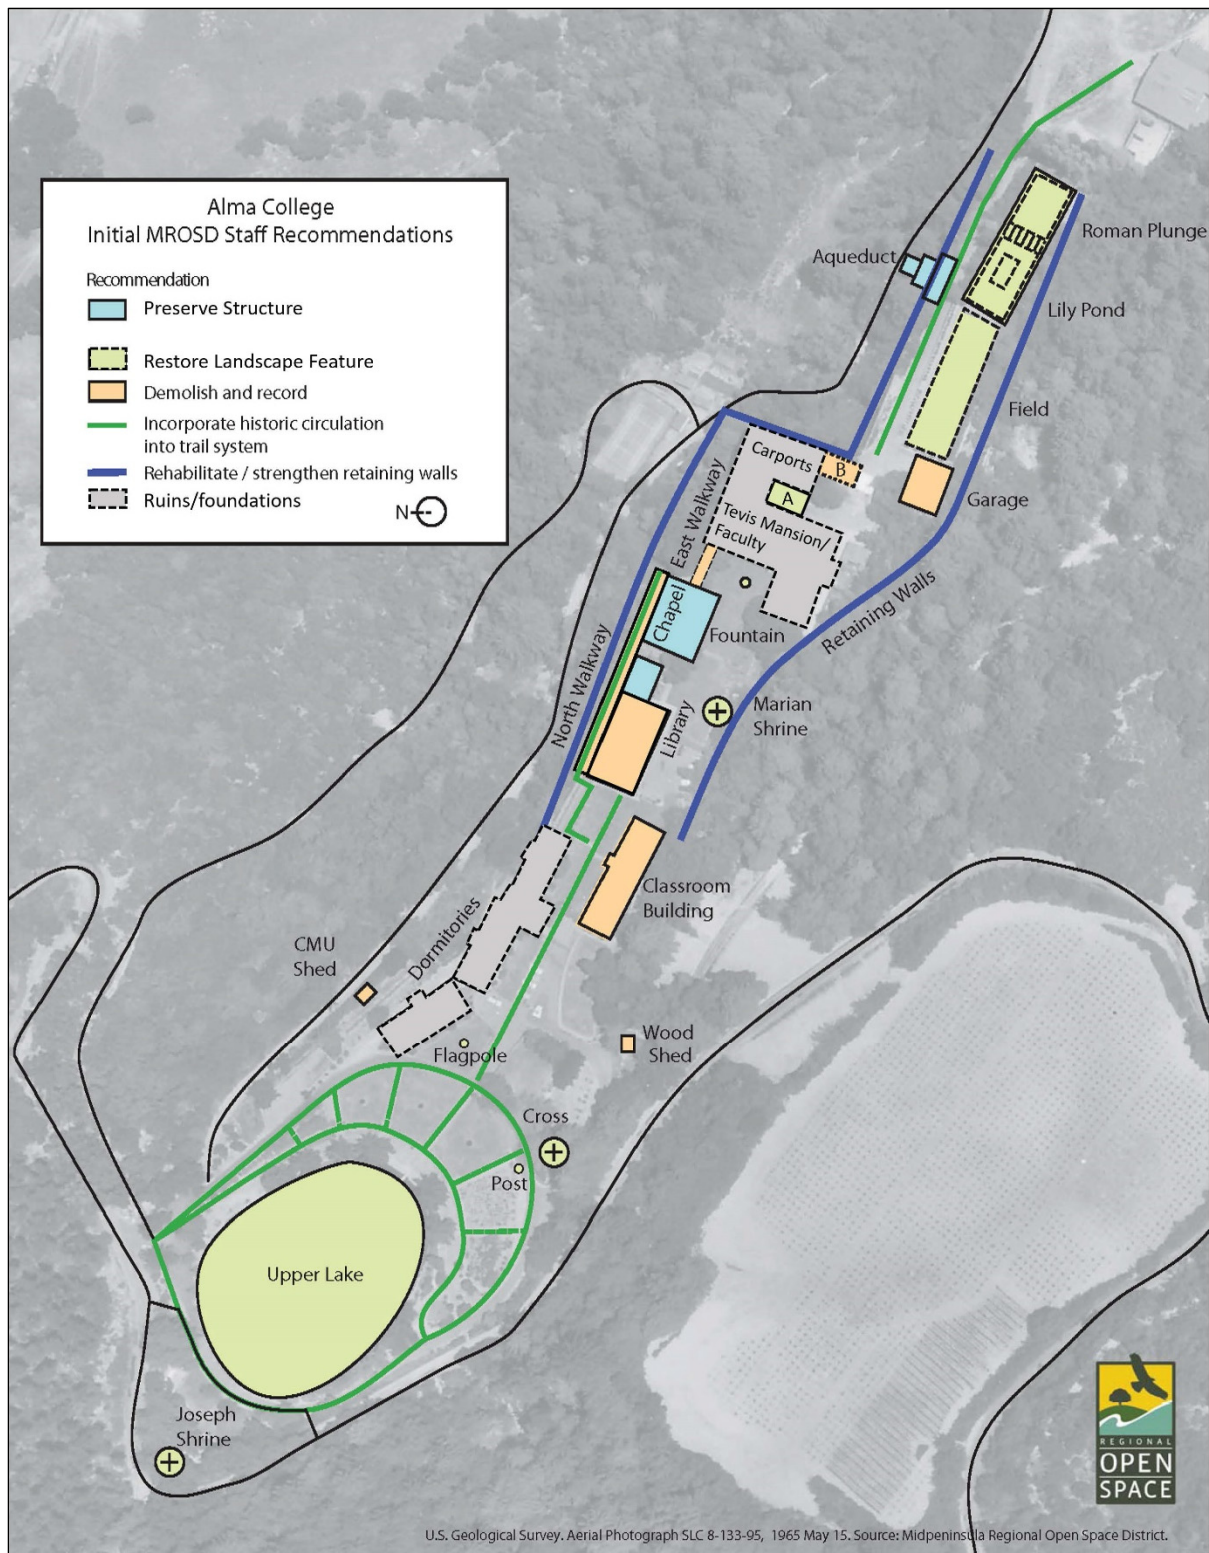 Alma College
Initial MROSD Staff Recommendations
Recommendation
Preserve Structure
Restore Landscape Feature
Demolish and record
Incorporate historic circulation
into trail system
Rehabilitate / strengthen retaining walls
Ruins/foundations
N
Roman Plunge
Aqueduct
Lily Pond
Field
Carports
B
A
Garage
East Walkway
Tevis Mansion/
Faculty
Chapel
Fountain
Retaining Walls
North Walkway
Library
Marian
Shrine
Classroom
Building
Dormitories
CMU
Shed
Flagpole
Wood
Shed
Cross
Post
Upper Lake
Joseph
Shrine
REGIONAL
OPEN
SPACE
U.S. Geological Survey. Aerial Photograph SLC 8-133-95, 1965 May 15. Source: Midpeninsula Regional Open Space District.